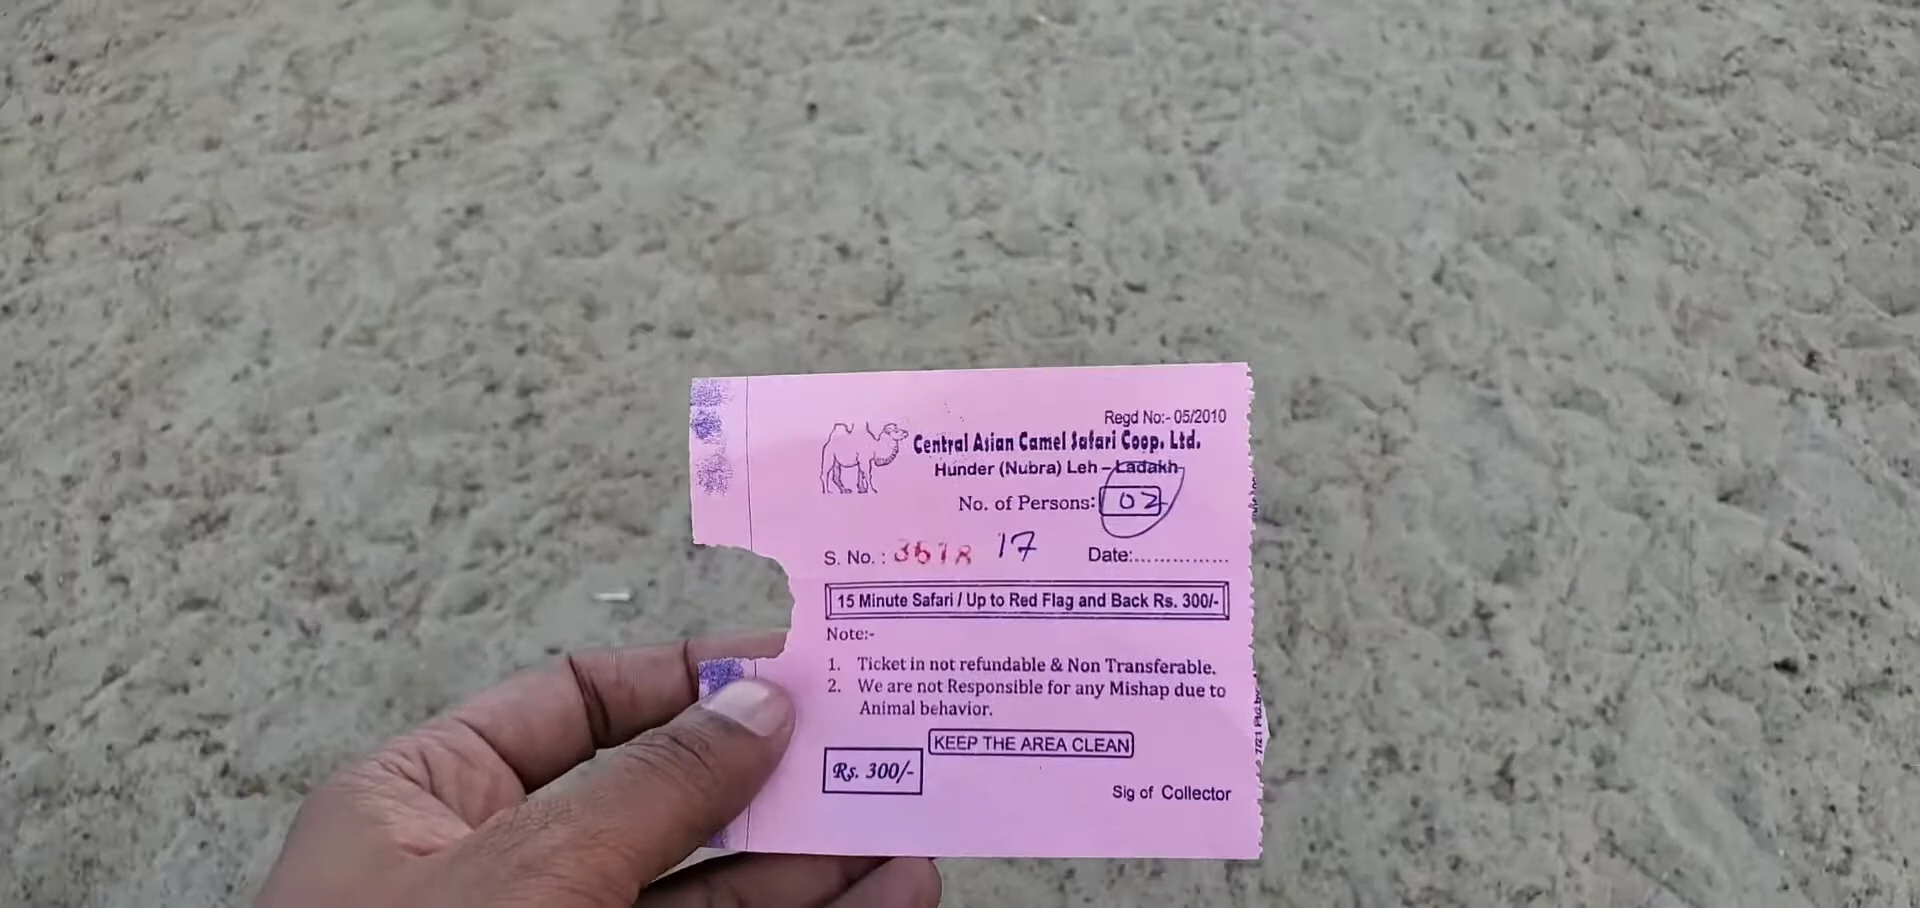 Regd No:- 05/2010
Central Asian Camel Safari Coop. Ltd.
Hunder (Nubra) Leh – Ladakh
No. of Persons: 02
S. No. : 3578 17 Date:...............
15 Minute Safari / Up to Red Flag and Back Rs. 300/-
Note:-
1. Ticket in not refundable & Non Transferable.
2. We are not Responsible for any Mishap due to
Animal behavior.
KEEP THE AREA CLEAN
Rs. 300/-
Sig of Collector